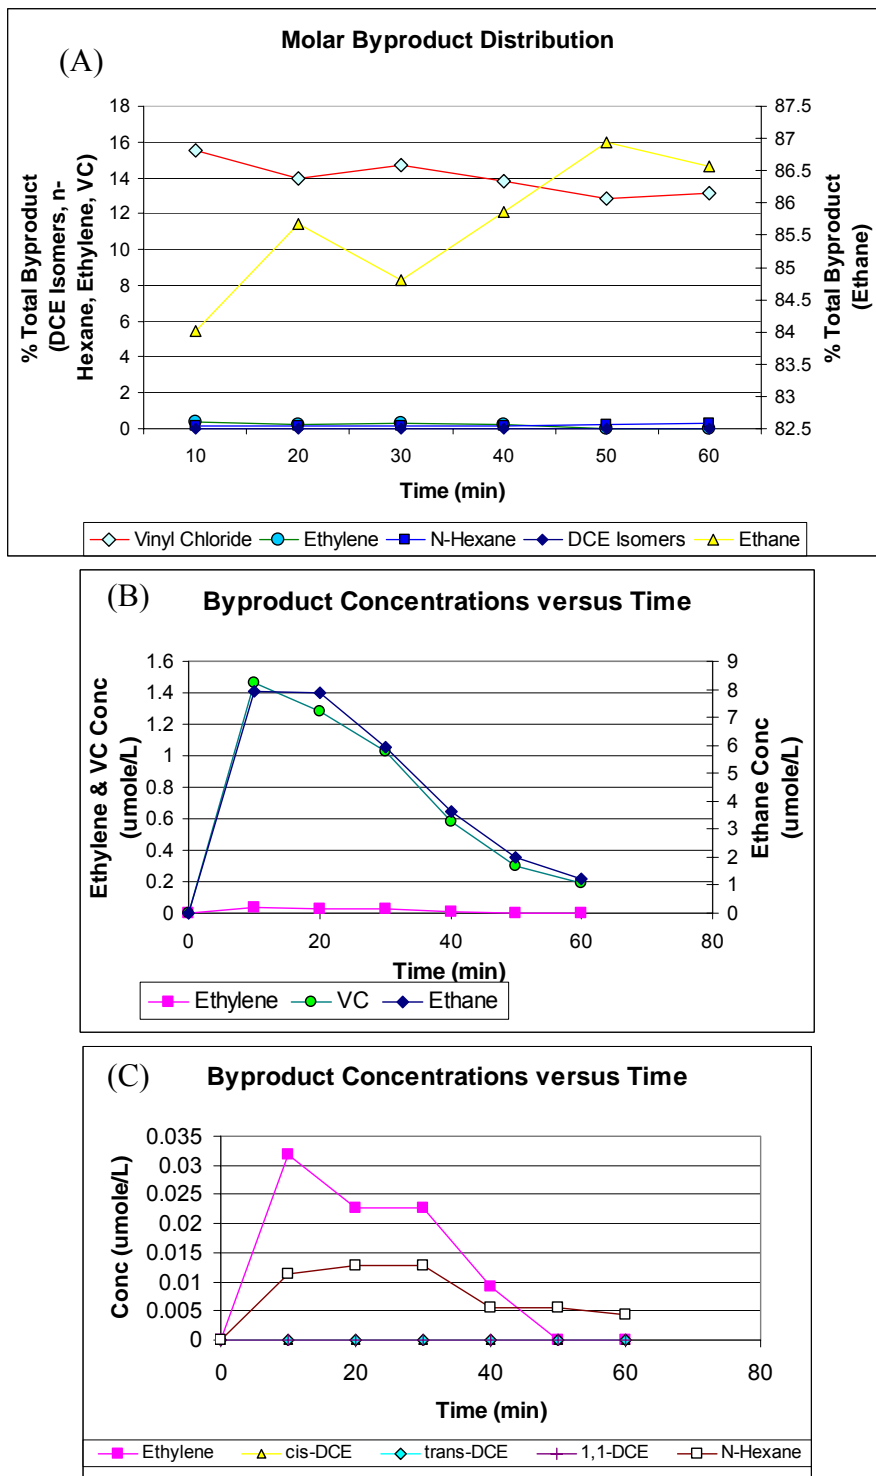 (A)
Molar Byproduct Distribution
% Total Byproduct
(DCE Isomers, n-
Hexane, Ethylene, VC)
18
16
14
12
10
8
6
4
2
0
87.5
87
86.5
86
85.5
85
84.5
84
83.5
83
82.5
% Total Byproduct
(Ethane)
10 20 30 40 50 60
Time (min)
Vinyl Chloride Ethylene N-Hexane DCE Isomers Ethane
(B)
Byproduct Concentrations versus Time
Ethylene & VC Conc
(umole/L)
1.6
1.4
1.2
1
0.8
0.6
0.4
0.2
0
9
8
7
6
5
4
3
2
1
0
Ethane Conc
(umole/L)
0 20 40 60 80
Time (min)
Ethylene VC Ethane
(C)
Byproduct Concentrations versus Time
Conc (umole/L)
0.035
0.03
0.025
0.02
0.015
0.01
0.005
0
0 20 40 60 80
Time (min)
Ethylene cis-DCE trans-DCE 1,1-DCE N-Hexane